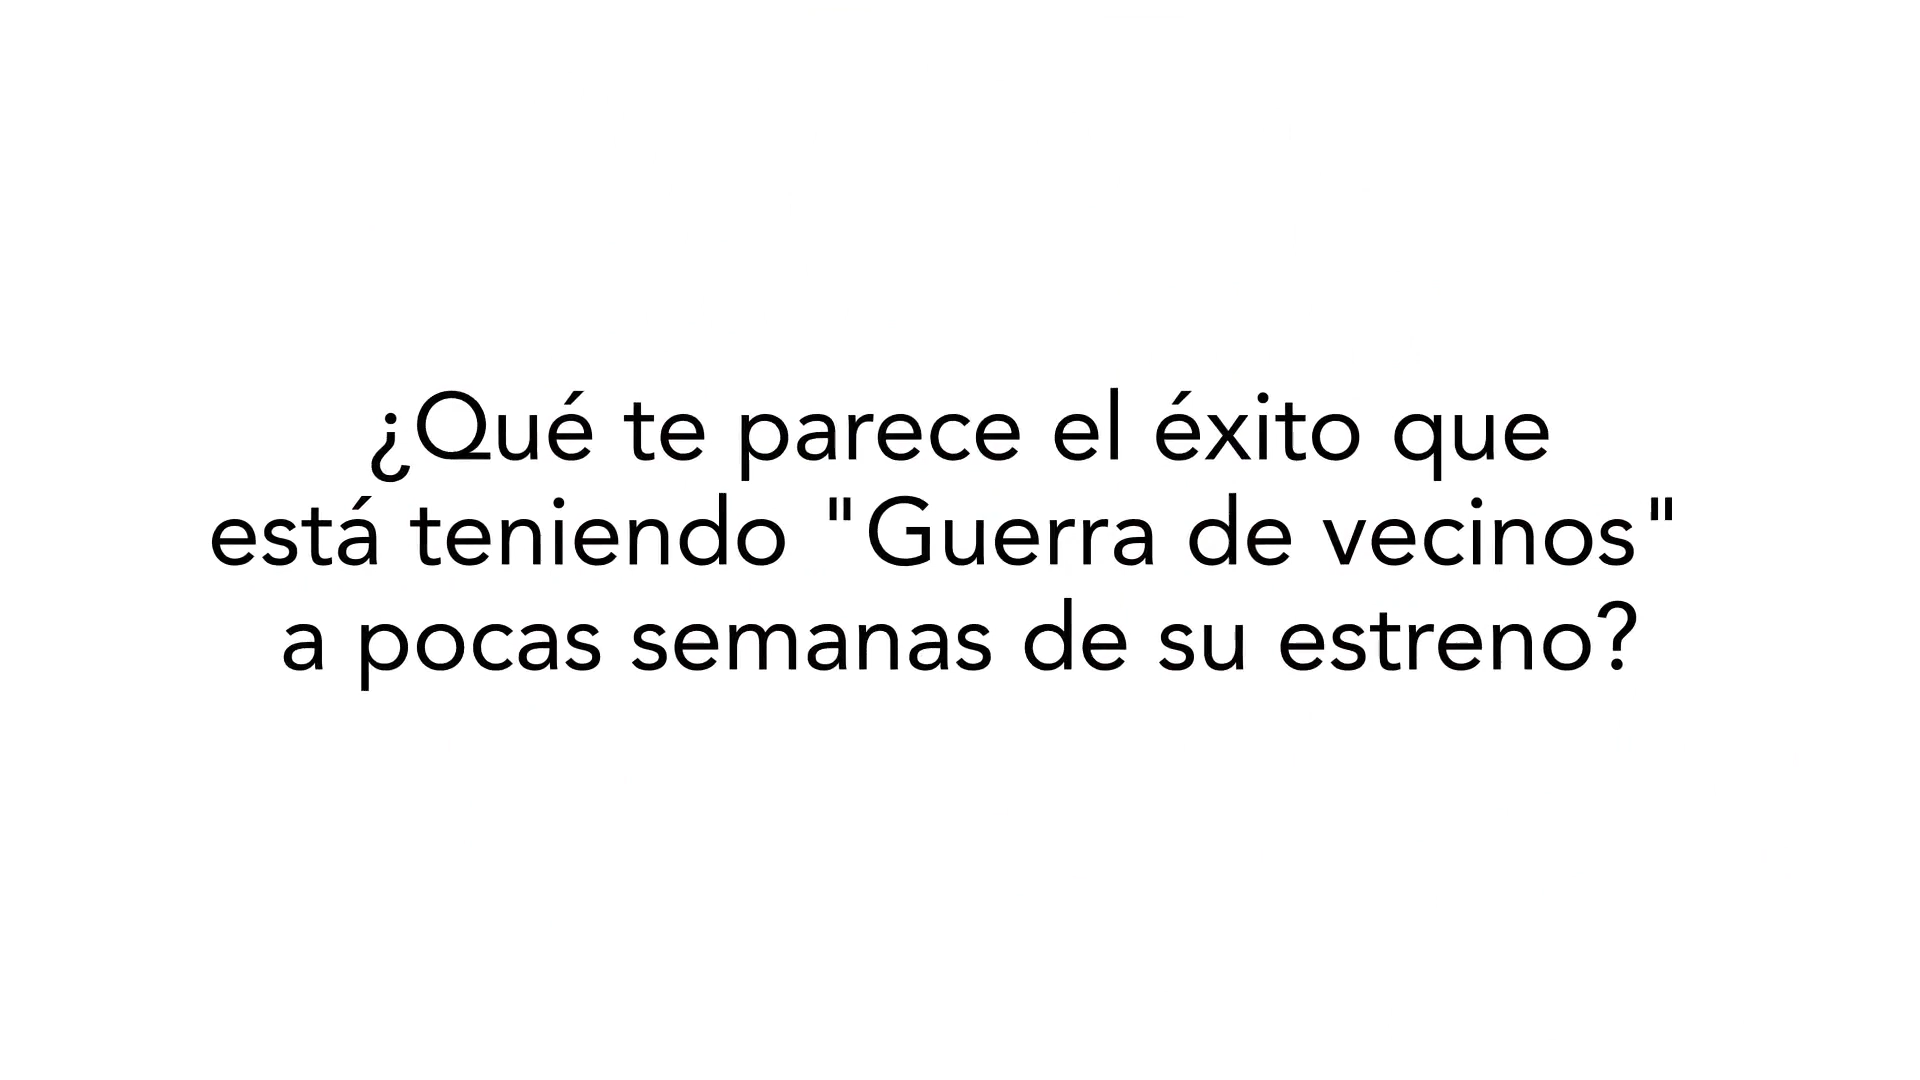 ¿Qué te parece el éxito que
está teniendo "Guerra de vecinos"
a pocas semanas de su estreno?